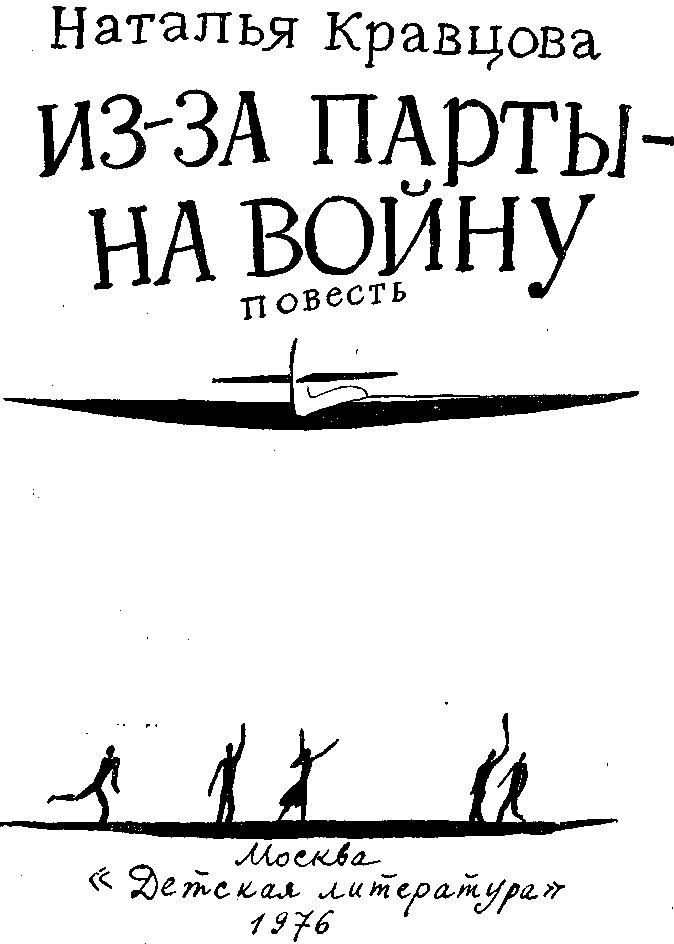 Наталья Кравцова
ИЗ-ЗА ПАРТЫ-
НА ВОЙНУ
повесть
Москва
«Детская литература»
1976